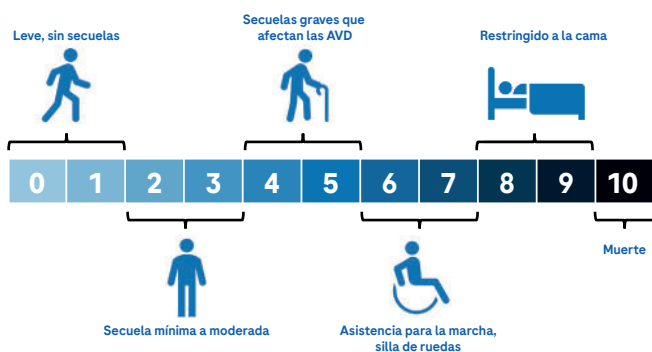 Leve, sin secuelas
Secuelas graves que
afectan las AVD
Restringido a la cama
0 1 2 3 4 5 6 7 8 9 10
Secuela mínima a moderada
Asistencia para la marcha,
silla de ruedas
Muerte